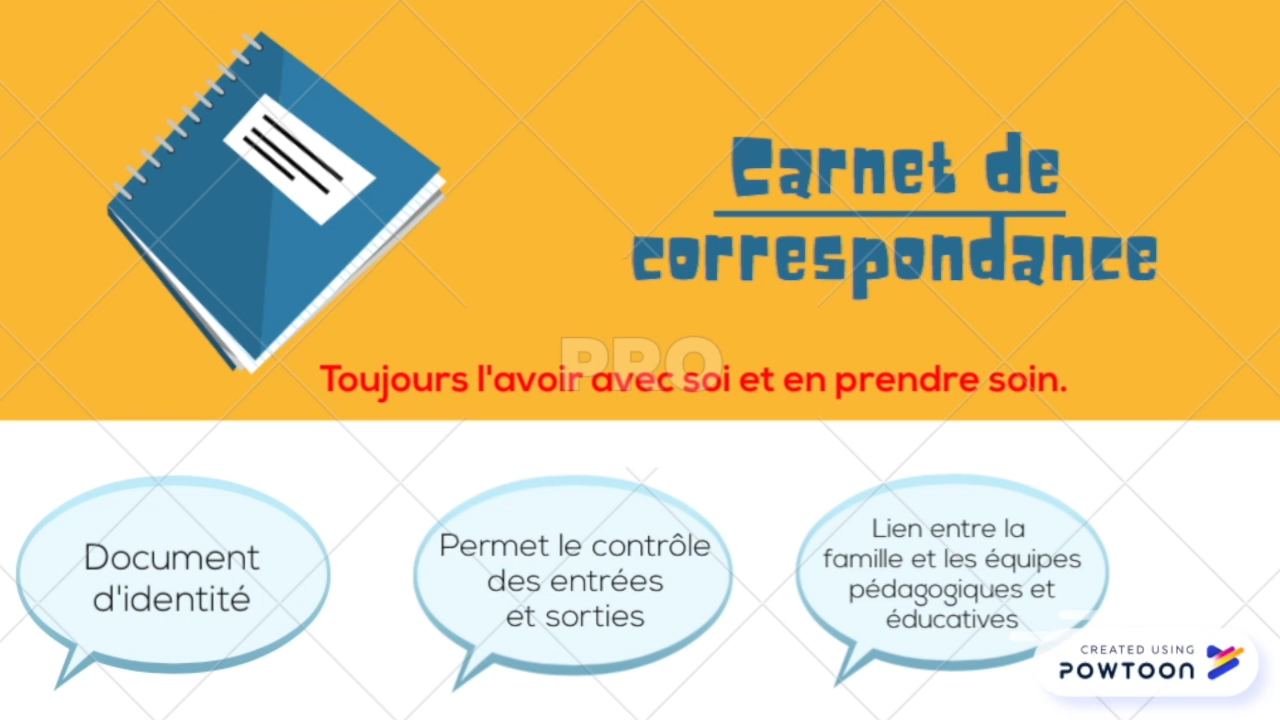 Carnet de
correspondance
PRO
Toujours l'avoir avec soi et en prendre soin.
Document
d'identité
Permet le contrôle
des entrées
et sorties
Lien entre la
famille et les équipes
pédagogiques et
éducatives
CREATED USING
POWTOON